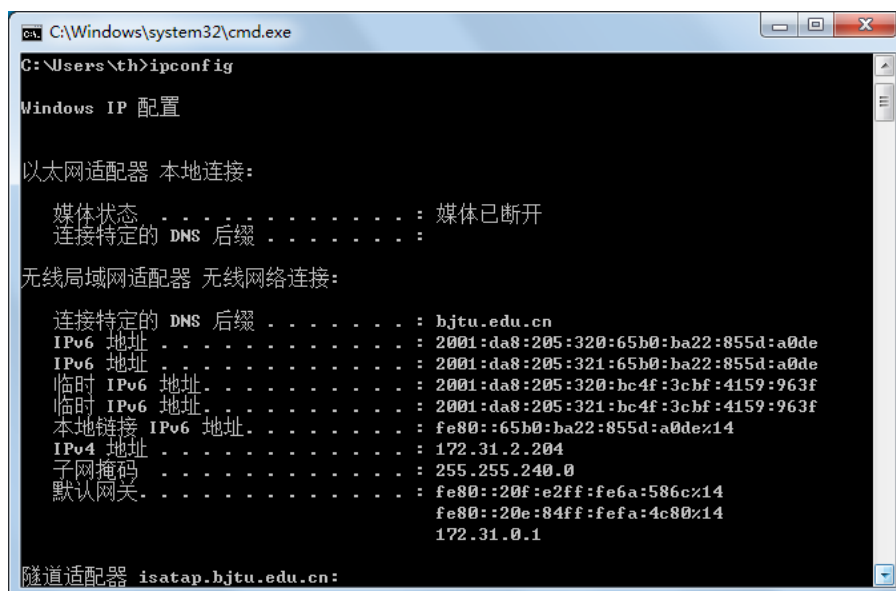 C:\Windows\system32\cmd.exe
C:\Users\th>ipconfig
Windows IP 配置
以太网适配器 本地连接:
媒体状态 . . . . . . . . . . . . : 媒体已断开
连接特定的 DNS 后缀 . . . . . . . :
无线局域网适配器 无线网络连接:
连接特定的 DNS 后缀 . . . . . . . : bjtu.edu.cn
IPv6 地址 . . . . . . . . . . . . : 2001:da8:205:320:65b0:ba22:855d:a0de
IPv6 地址 . . . . . . . . . . . . : 2001:da8:205:321:65b0:ba22:855d:a0de
临时 IPv6 地址. . . . . . . . . . : 2001:da8:205:320:bc4f:3cbf:4159:963f
临时 IPv6 地址. . . . . . . . . . : 2001:da8:205:321:bc4f:3cbf:4159:963f
本地链接 IPv6 地址. . . . . . . . : fe80::65b0:ba22:855d:a0de%14
IPv4 地址 . . . . . . . . . . . . : 172.31.2.204
子网掩码 . . . . . . . . . . . . : 255.255.240.0
默认网关. . . . . . . . . . . . . : fe80::20f:e2ff:fe6a:586c%14
fe80::20e:84ff:fefa:4c80%14
172.31.0.1
隧道适配器 isatap.bjtu.edu.cn: